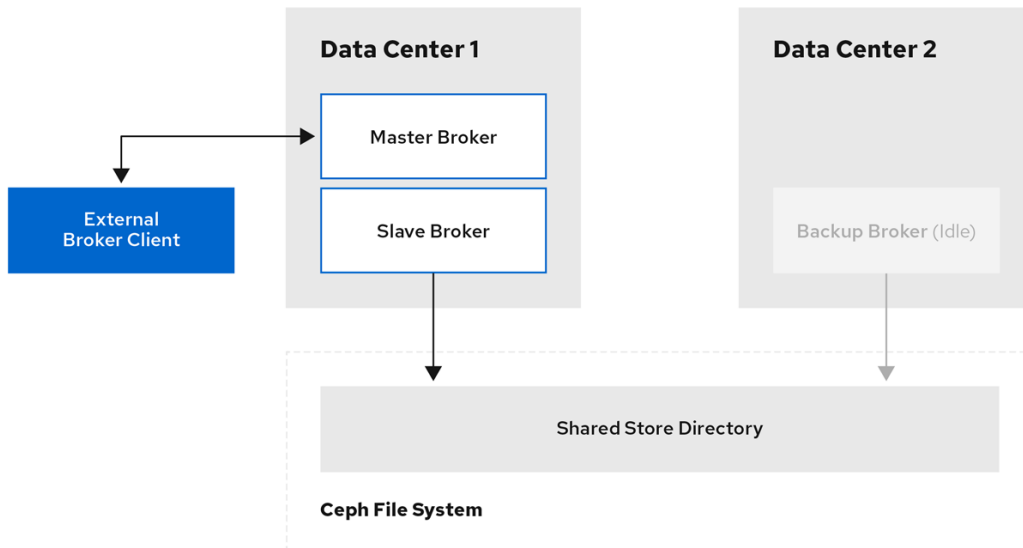 Data Center 1
Data Center 2
Master Broker
External
Broker Client
Slave Broker
Backup Broker (Idle)
Shared Store Directory
Ceph File System